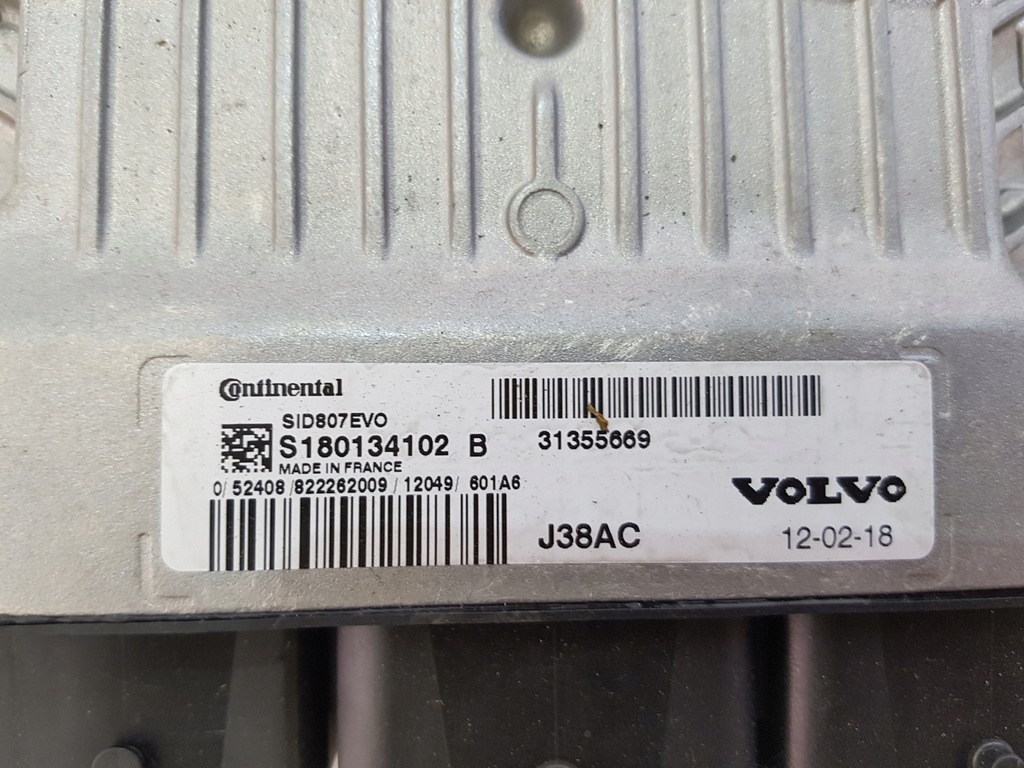 Continental
SID807EVO
S180134102 B
MADE IN FRANCE
0/ 52408 /822262009 /12049/ 601A6
31355669
VOLVO
J38AC
12-02-18